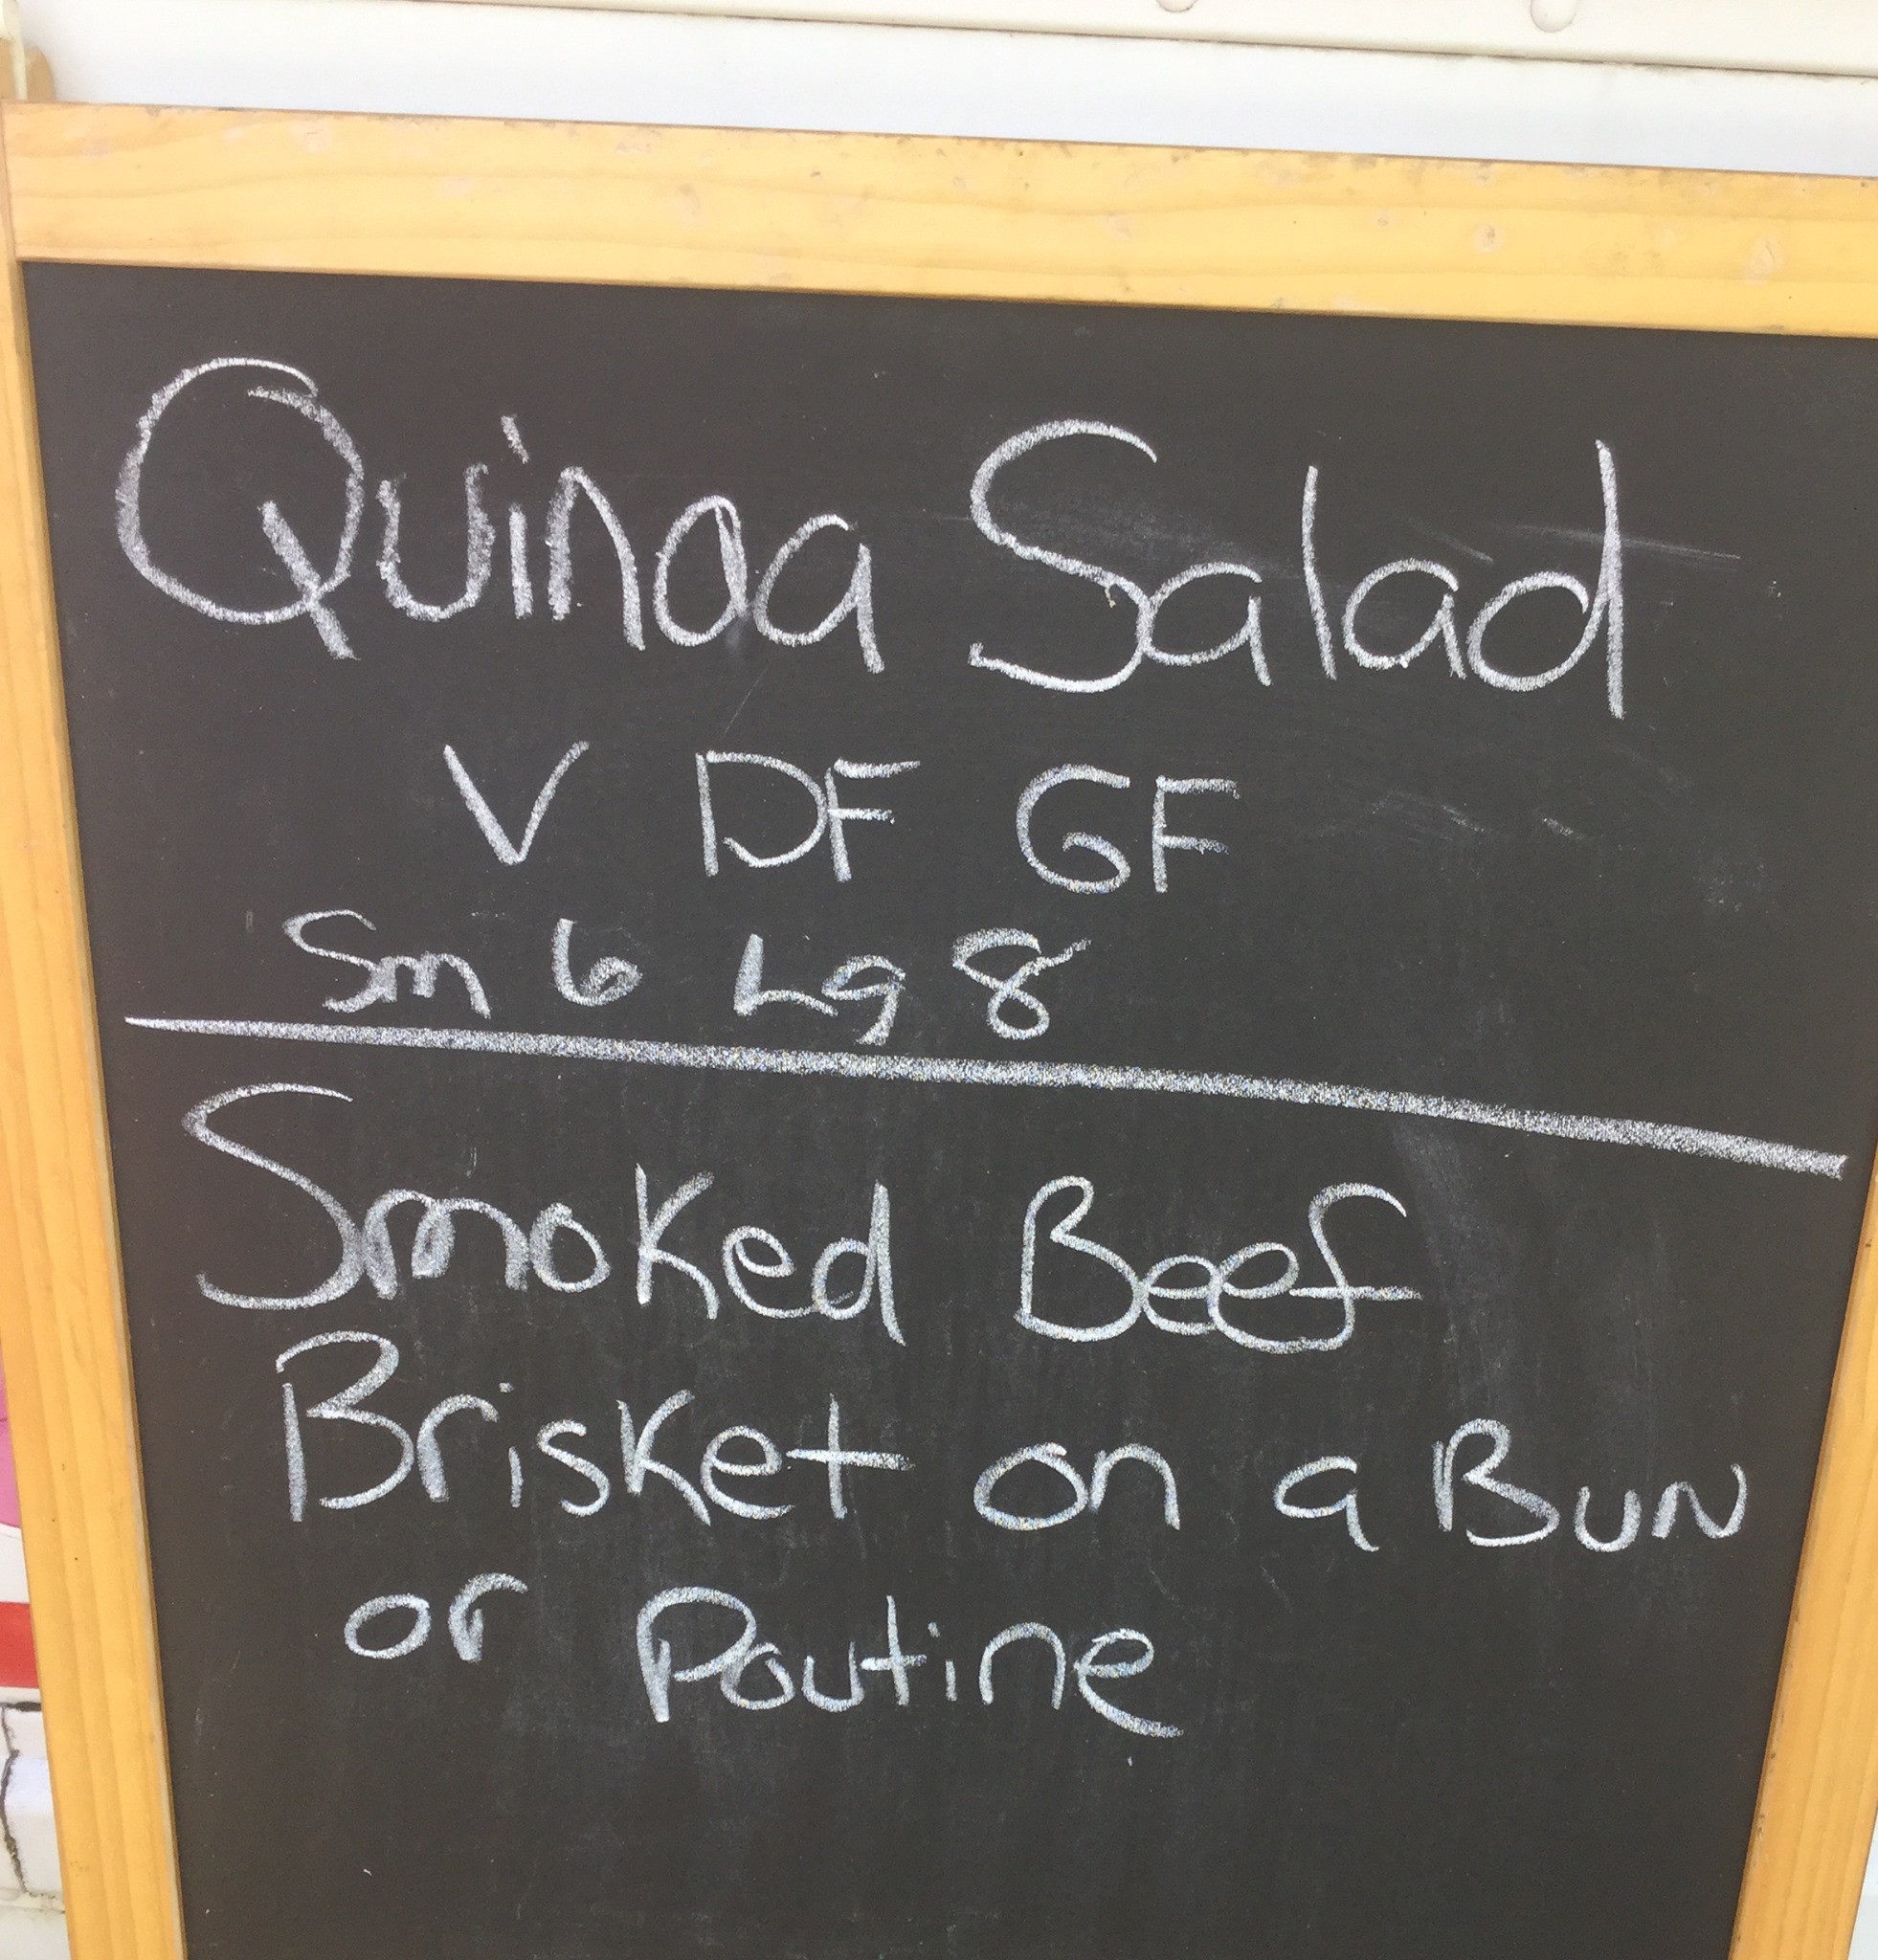 Quinoa Salad
V DF GF
Sm 6 Lg 8
Smoked Beef
Brisket on a Bun
or Poutine